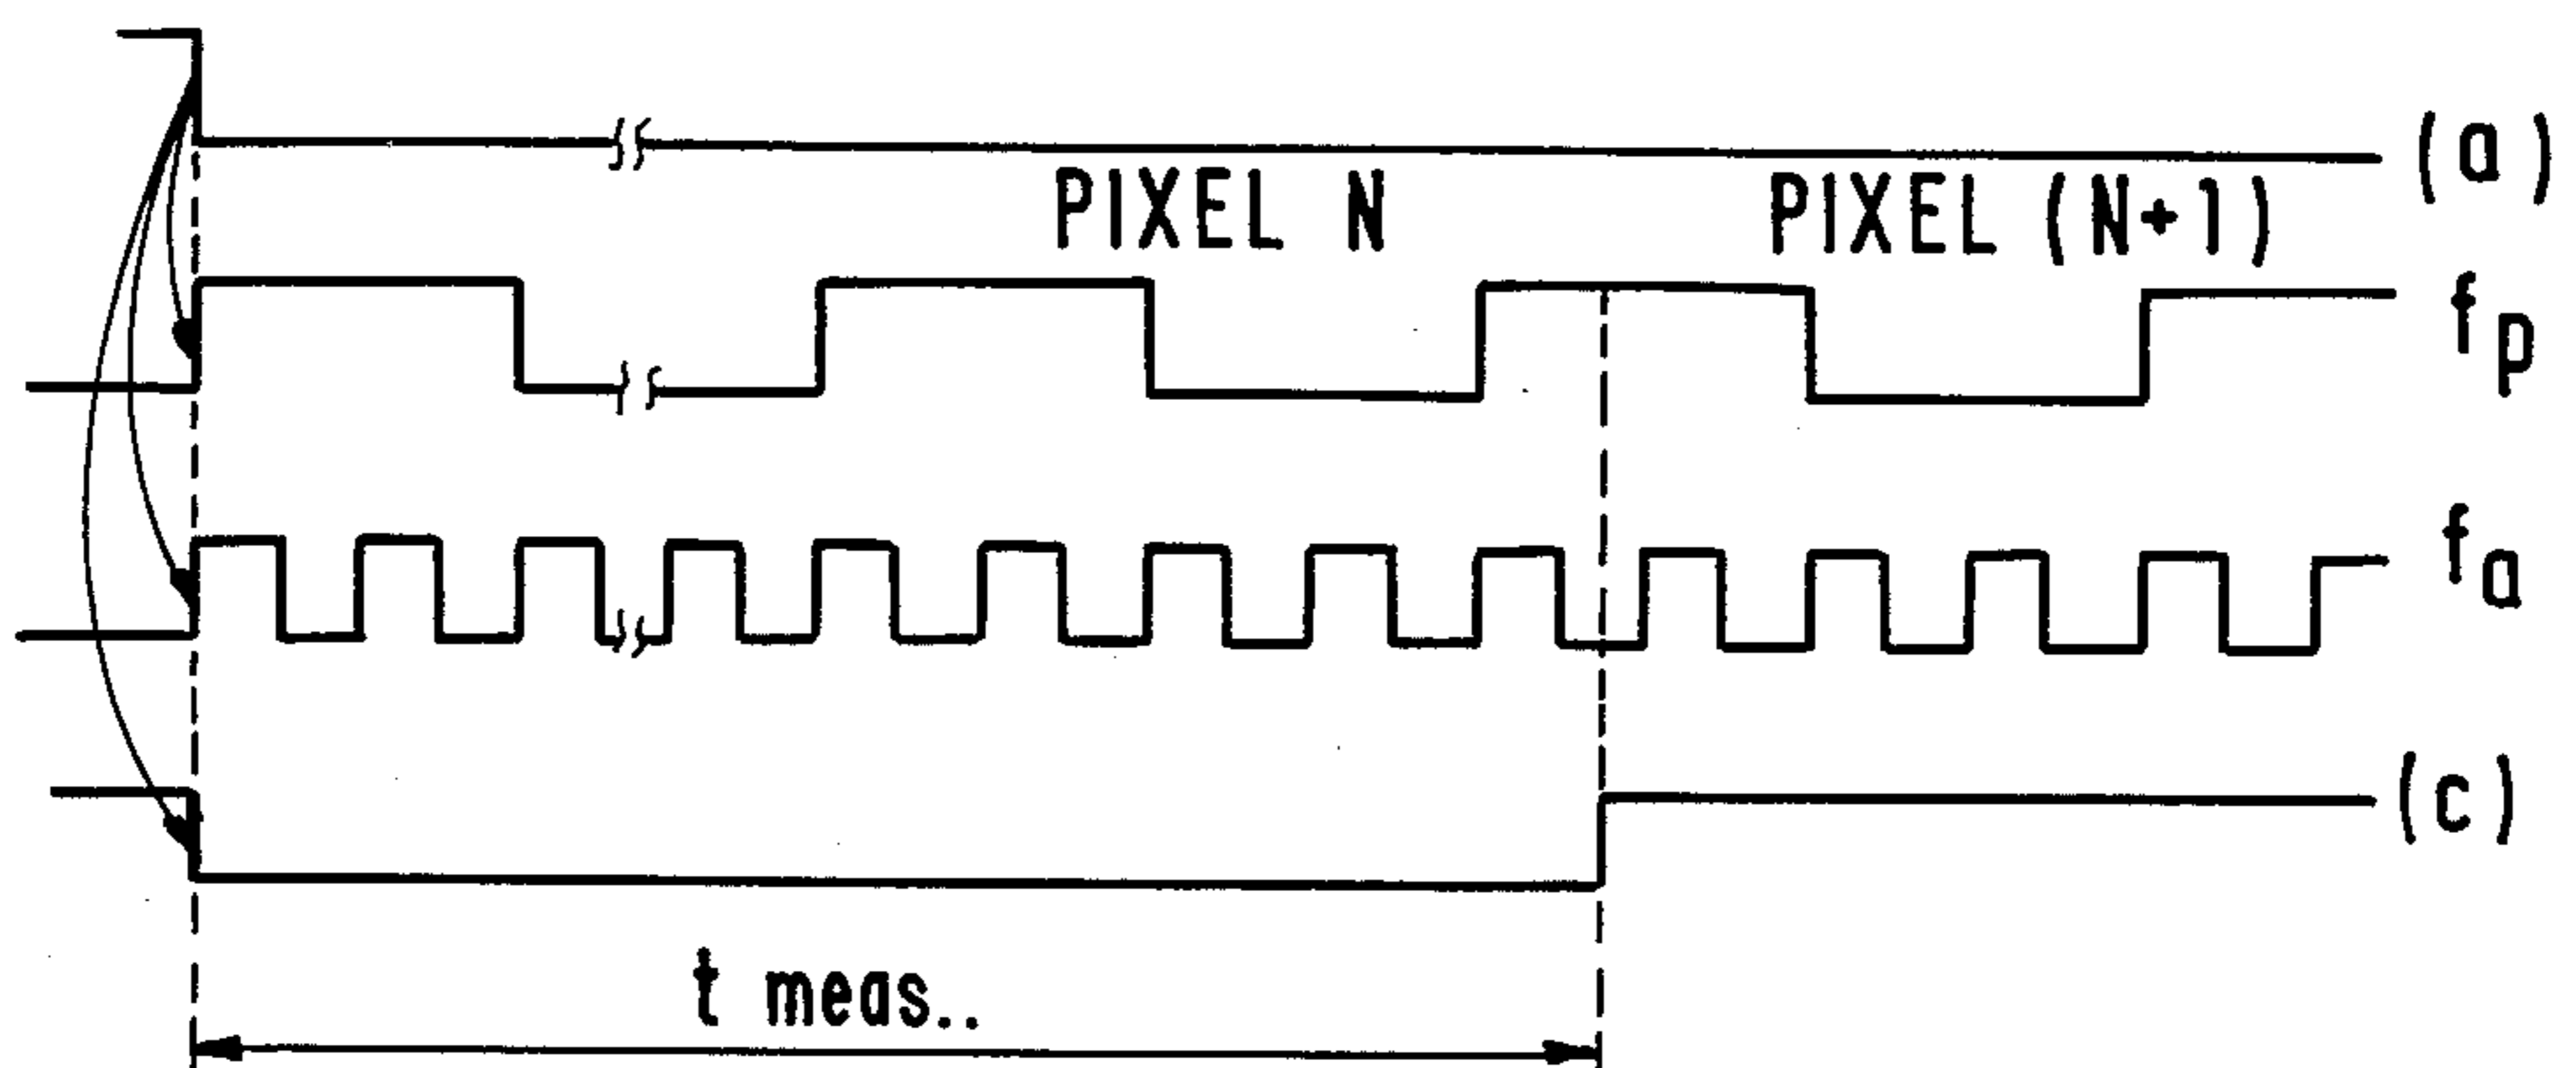 (a)
PIXEL N PIXEL (N+1)
fp
fa
(c)
t meas..